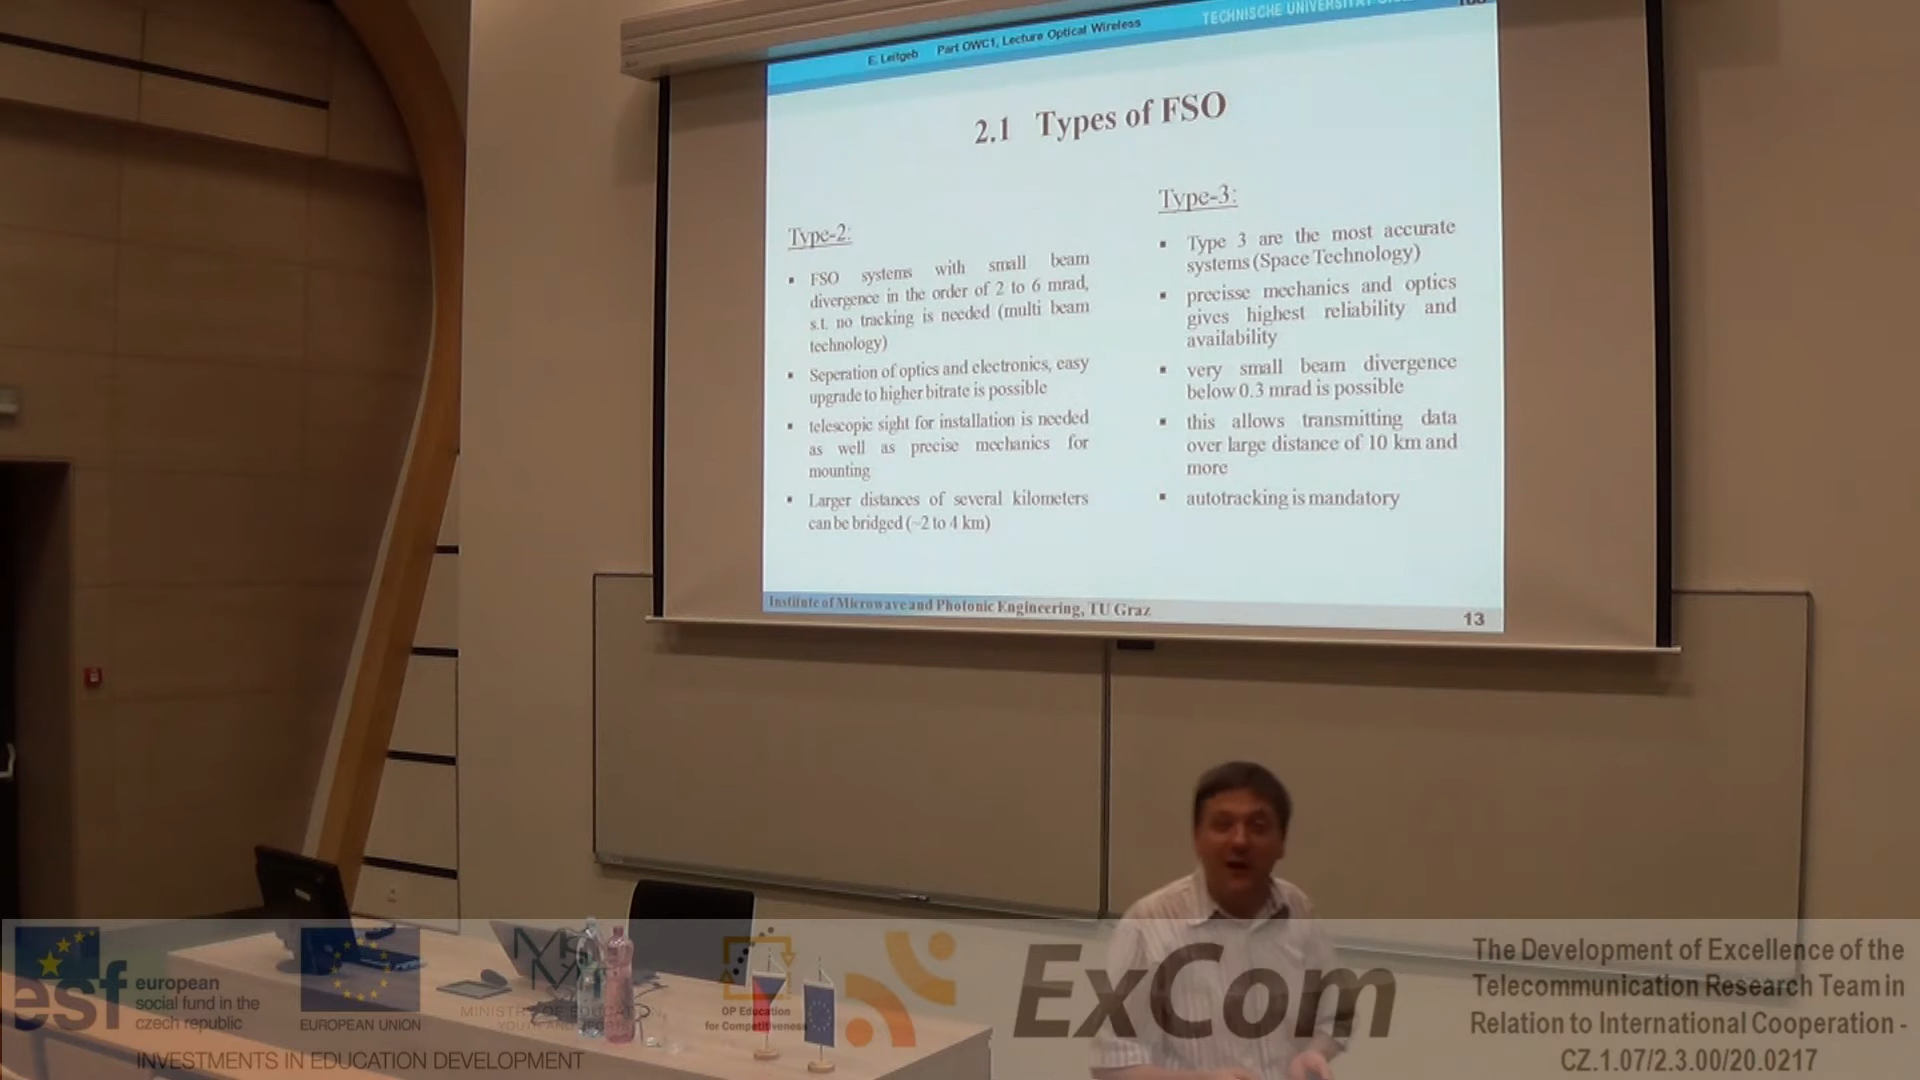 E. Leitgeb Part OWC1, Lecture Optical Wireless
TECHNISCHE
2.1 Types of FSO
Type-2:
▪ FSO systems with small beam
divergence in the order of 2 to 6 mrad,
s.t. no tracking is needed (multi beam
technology)
▪ Seperation of optics and electronics, easy
upgrade to higher bitrate is possible
▪ telescopic sight for installation is needed
as well as precise mechanics for
mounting
▪ Larger distances of several kilometers
can be bridged (~2 to 4 km)
Type-3:
▪ Type 3 are the most accurate
systems (Space Technology)
▪ precisse mechanics and optics
gives highest reliability and
availability
▪ very small beam divergence
below 0.3 mrad is possible
▪ this allows transmitting data
over large distance of 10 km and
more
▪ autotracking is mandatory
Institute of Microwave and Photonic Engineering, TU Graz
13
esf
european
social fund in the
czech republic
EUROPEAN UNION
MINISTRY OF EDUCATION
OP Education
for Competitiveness
INVESTMENTS IN EDUCATION DEVELOPMENT
ExCom
The Development of Excellence of the
Telecommunication Research Team in
Relation to International Cooperation -
CZ.1.07/2.3.00/20.0217